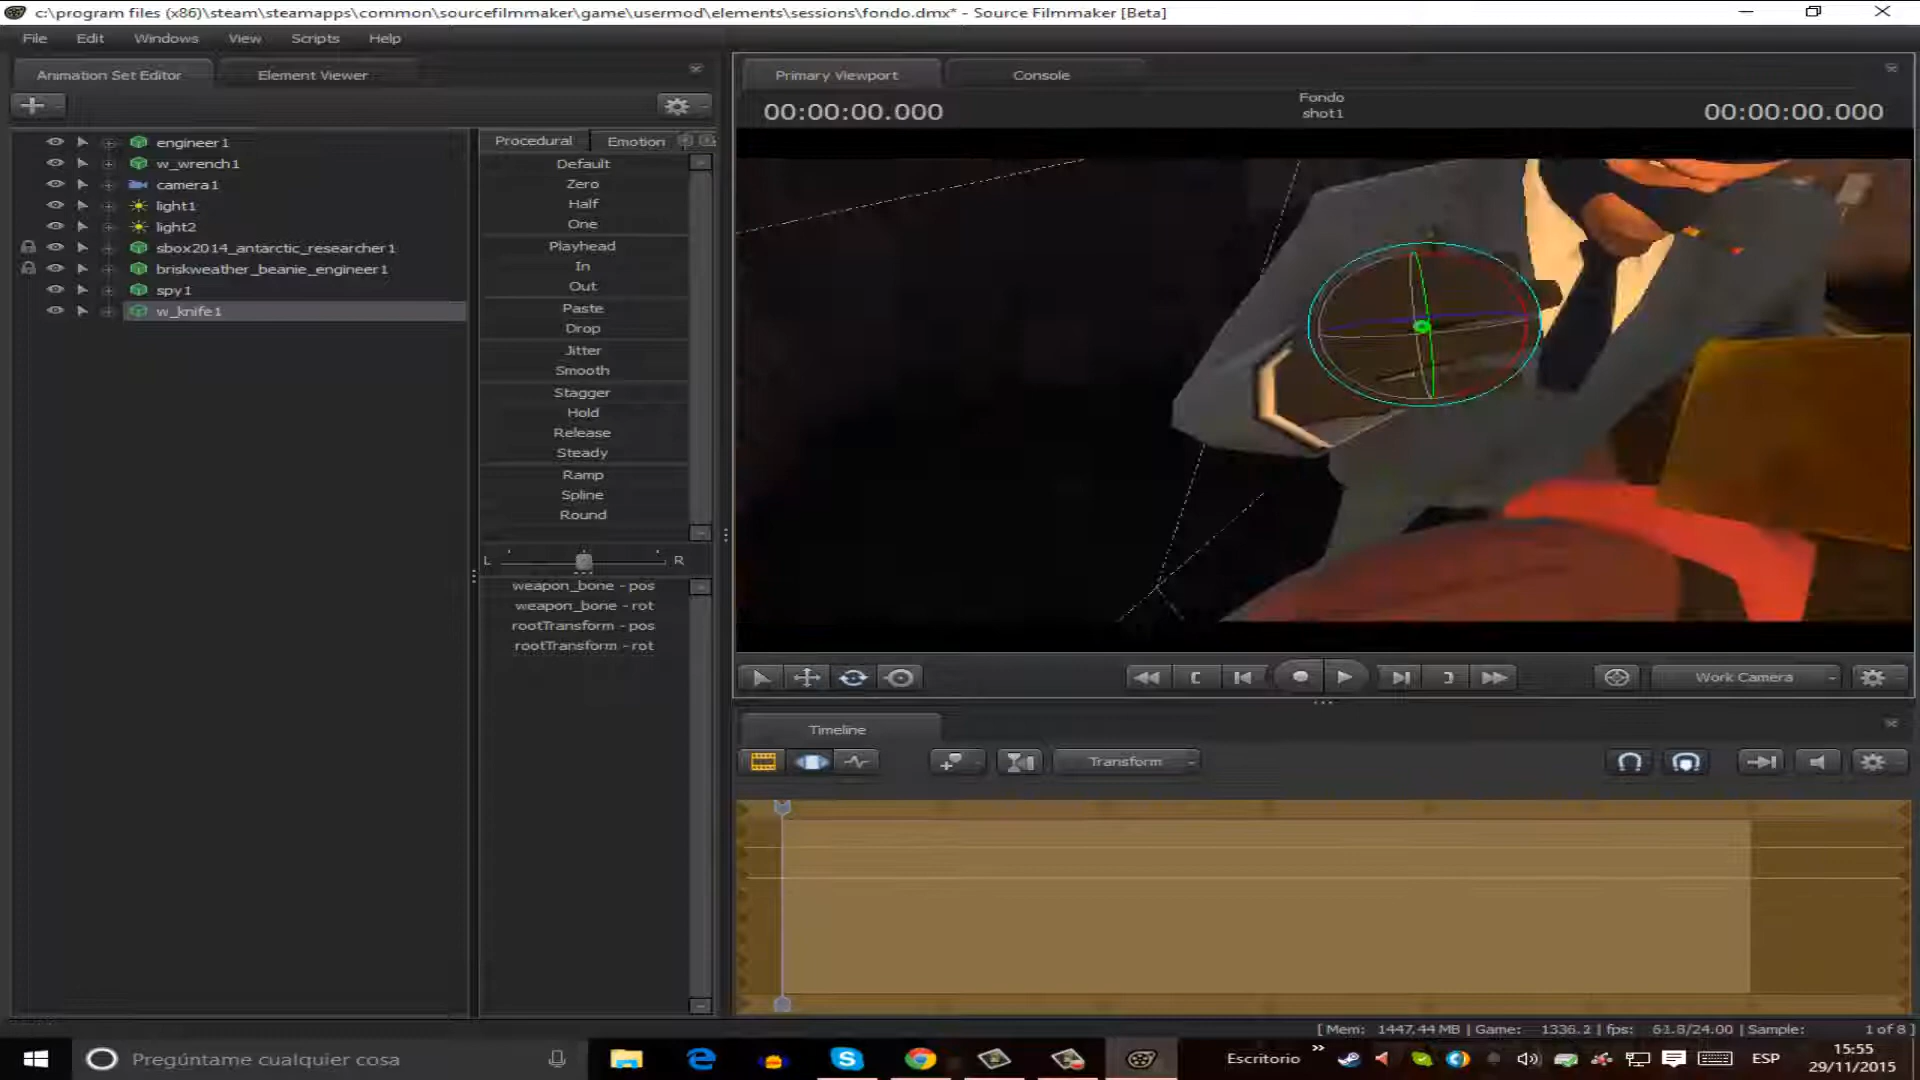 c:\program files (x86)\steam\steamapps\common\sourcefilmmaker\game\usermod\elements\sessions\fondo.dmx* - Source Filmmaker [Beta]
File Edit Windows View Scripts Help
Animation Set Editor Element Viewer
Primary Viewport Console
00:00:00.000
Fondo
shot1
00:00:00.000
engineer1
w_wrench1
camera1
light1
light2
sbox2014_antarctic_researcher1
briskweather_beanie_engineer1
spy1
w_knife1
Procedural Emotion
Default
Zero
Half
One
Playhead
In
Out
Paste
Drop
Jitter
Smooth
Stagger
Hold
Release
Steady
Ramp
Spline
Round
L R
weapon_bone - pos
weapon_bone - rot
rootTransform - pos
rootTransform - rot
Work Camera
Timeline
Transform
[ Mem: 1447.44 MB | Game: 1336.2 | fps: 61.8/24.00 | Sample: 1 of 8 ]
Pregúntame cualquier cosa
Escritorio
ESP
15:55
29/11/2015